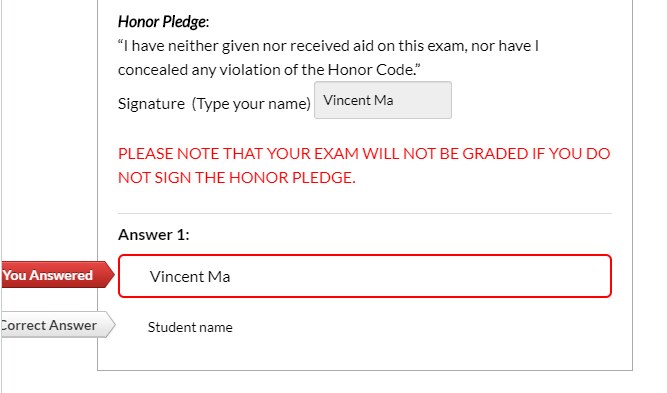 Honor Pledge:
“I have neither given nor received aid on this exam, nor have I
concealed any violation of the Honor Code.”
Signature (Type your name) Vincent Ma
PLEASE NOTE THAT YOUR EXAM WILL NOT BE GRADED IF YOU DO
NOT SIGN THE HONOR PLEDGE.
Answer 1:
You Answered Vincent Ma
Correct Answer Student name